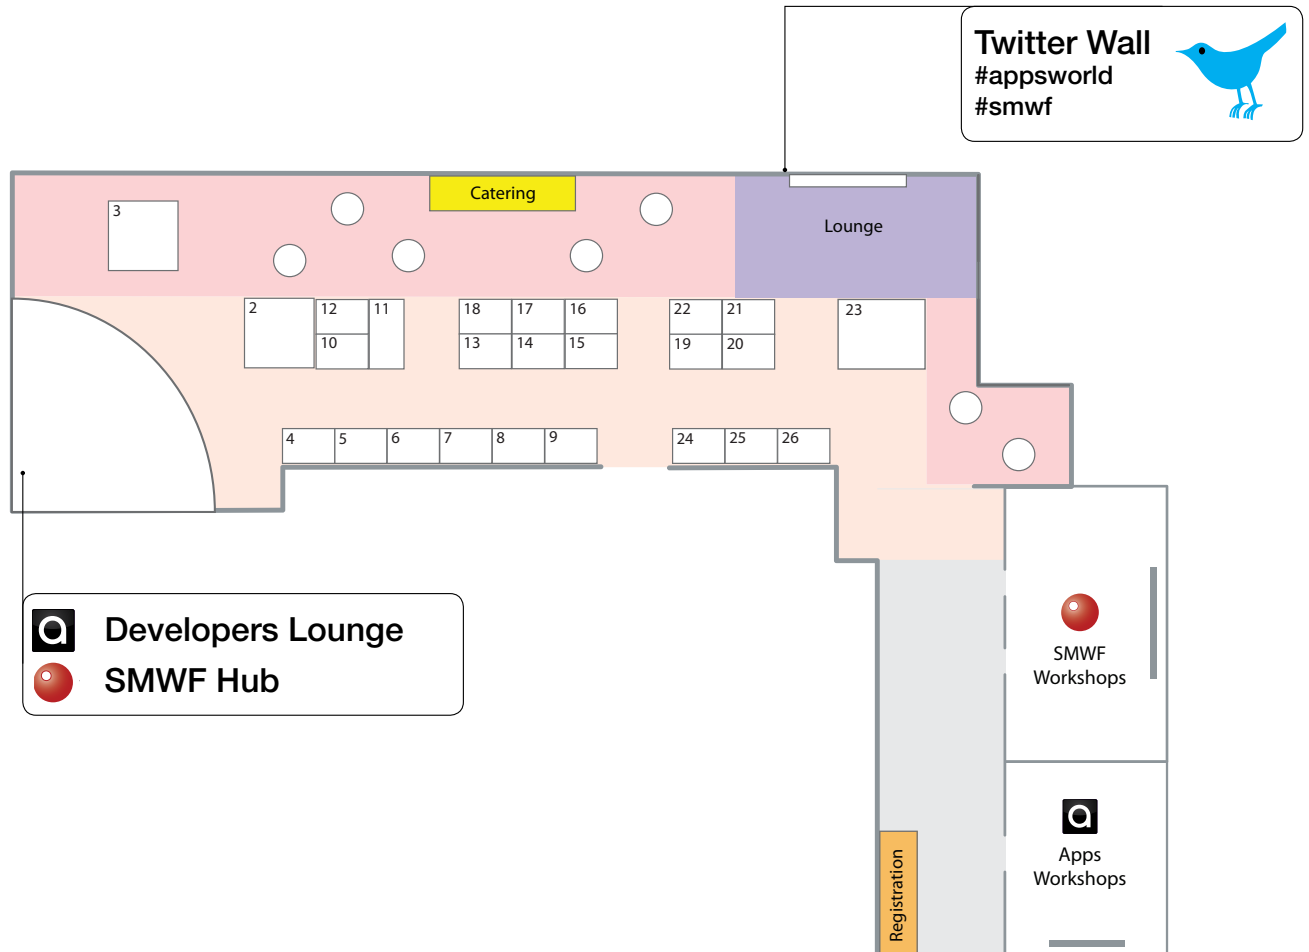 Twitter Wall
#appsworld
#smwf
Catering
3
Lounge
2
12
11
18
17
16
22
21
23
10
13
14
15
19
20
4
5
6
7
8
9
24
25
26
a
Developers Lounge
SMWF Hub
SMWF
Workshops
a
Apps
Workshops
Registration